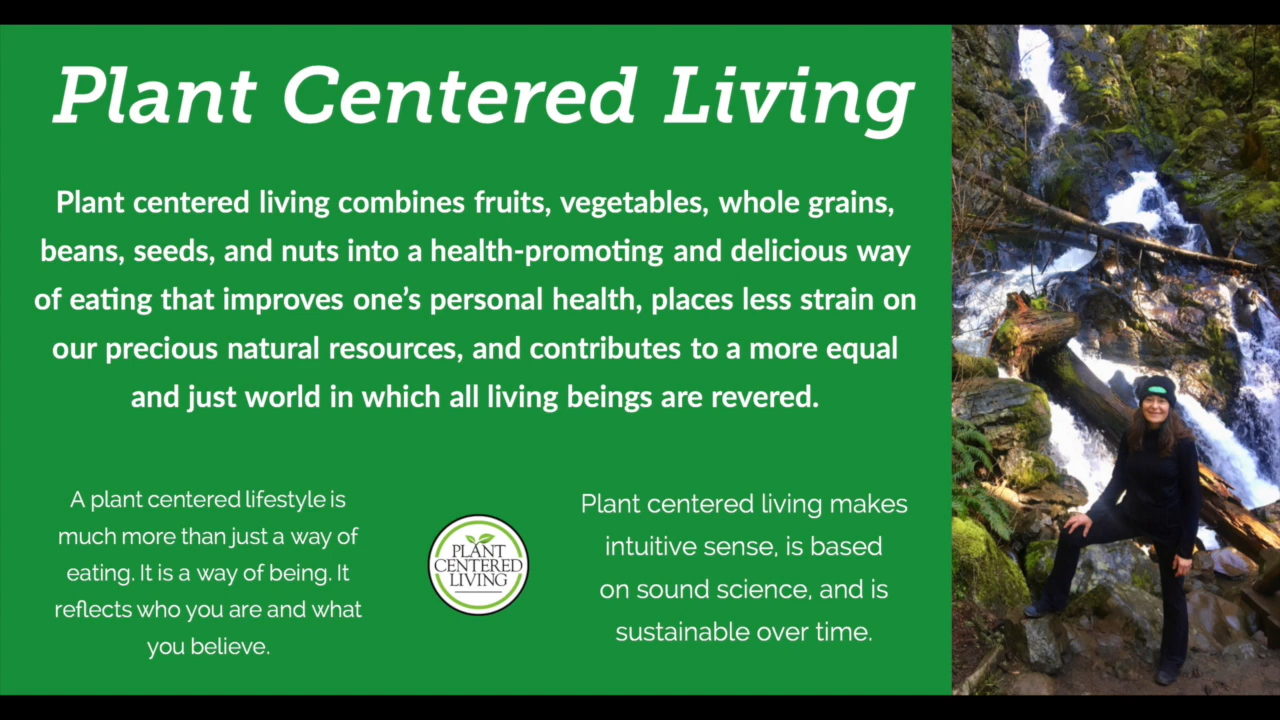 Plant Centered Living
Plant centered living combines fruits, vegetables, whole grains,
beans, seeds, and nuts into a health-promoting and delicious way
of eating that improves one’s personal health, places less strain on
our precious natural resources, and contributes to a more equal
and just world in which all living beings are revered.
A plant centered lifestyle is
much more than just a way of
eating. It is a way of being. It
reflects who you are and what
you believe.
PLANT
CENTERED
LIVING
Plant centered living makes
intuitive sense, is based
on sound science, and is
sustainable over time.